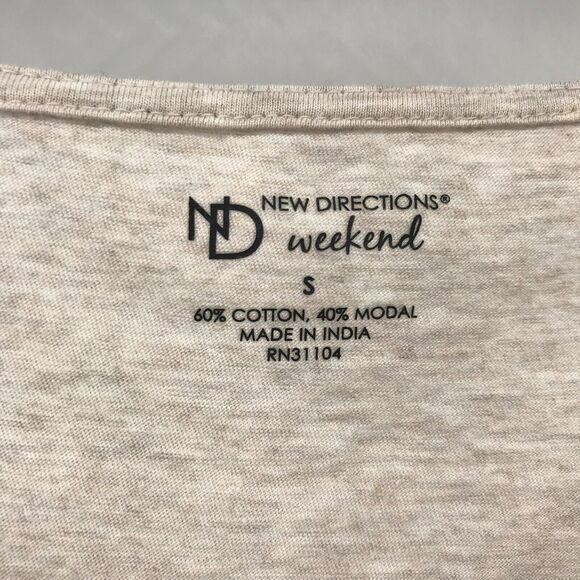 ND NEW DIRECTIONS®
weekend
S
60% COTTON, 40% MODAL
MADE IN INDIA
RN31104